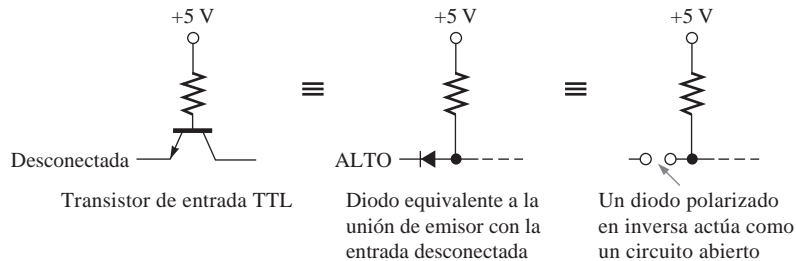 +5 V
+5 V
+5 V
Desconectada
ALTO
Transistor de entrada TTL
Diodo equivalente a la
unión de emisor con la
entrada desconectada
Un diodo polarizado
en inversa actúa como
un circuito abierto